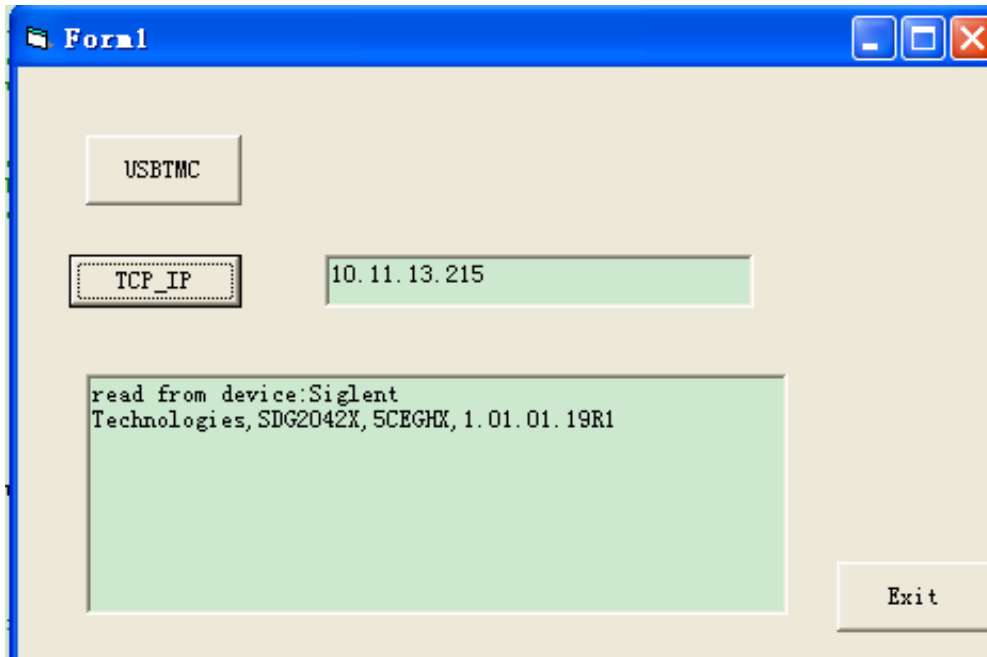 Form1
USBTMC
TCP_IP
10.11.13.215
read from device:Siglent
Technologies,SDG2042X,5CEGHX,1.01.01.19R1
Exit